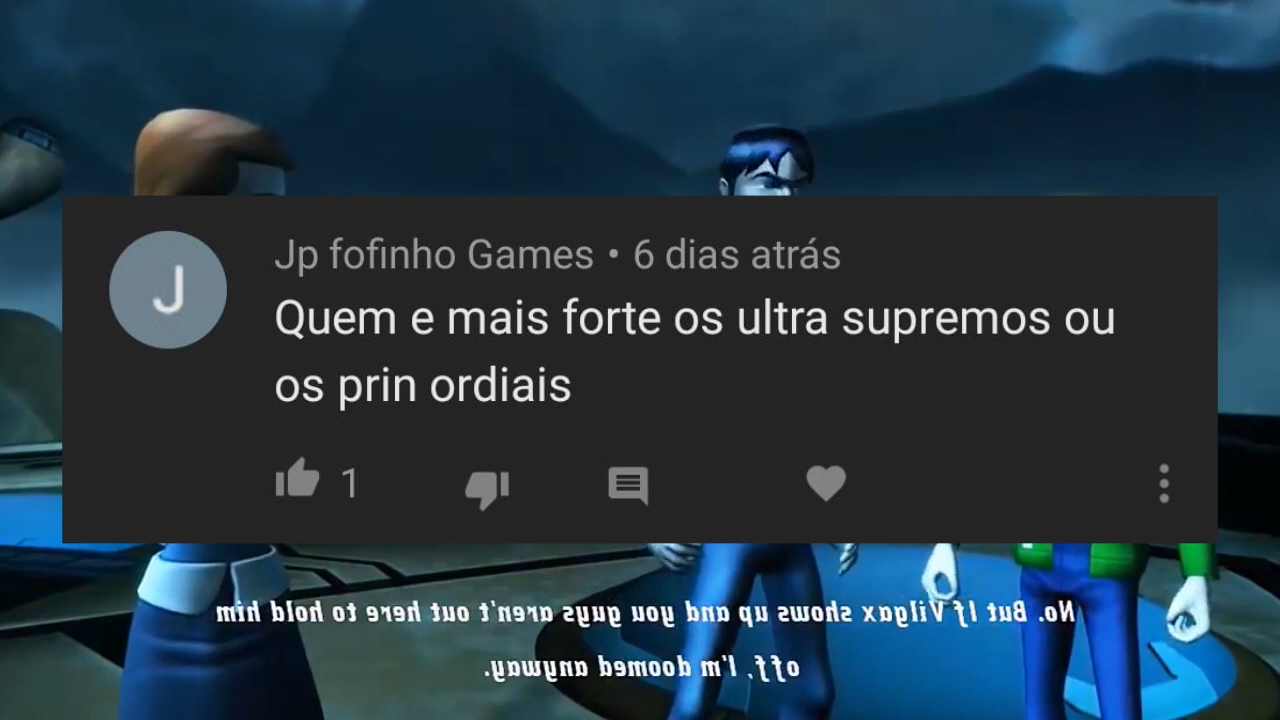 J
Jp fofinho Games • 6 dias atrás
Quem e mais forte os ultra supremos ou
os prin ordiais
1
No. But If Vilgax shows up and you guys aren't out here to hold him
off, I'm doomed anyway.